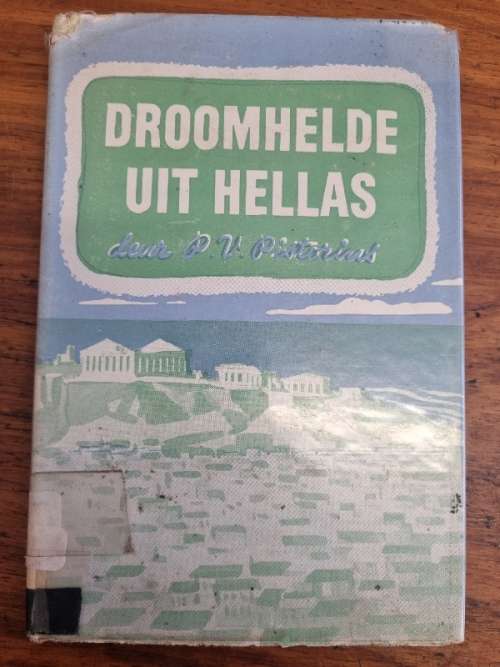 DROOMHELDE
UIT HELLAS
deur P. V. Pistorius